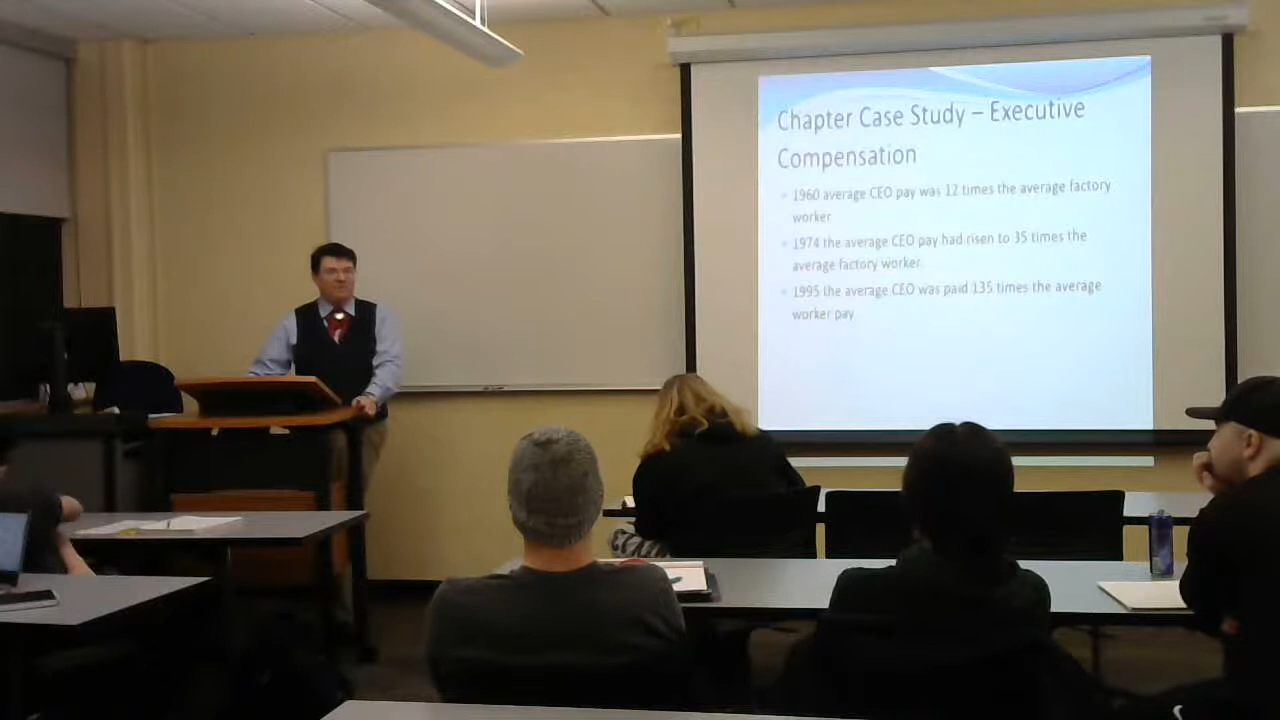 Chapter Case Study – Executive
Compensation
1960 average CEO pay was 12 times the average factory
worker
1974 the average CEO pay had risen to 35 times the
average factory worker.
1995 the average CEO was paid 135 times the average
worker pay